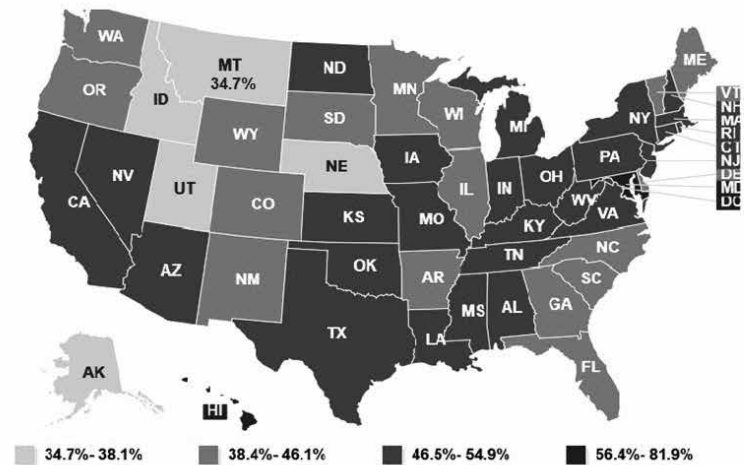 WA
MT
34.7%
ND
MN
ME
OR
ID
SD
WI
VT
NH
MA
RI
CT
NJ
DE
MD
DC
WY
MI
NY
IA
NE
PA
NV
UT
IL
IN
OH
CA
CO
WV
VA
KS
MO
KY
AZ
NM
OK
AR
TN
NC
SC
TX
MS
AL
GA
LA
FL
AK
HI
34.7%- 38.1%
38.4%- 46.1%
46.5%- 54.9%
56.4%- 81.9%